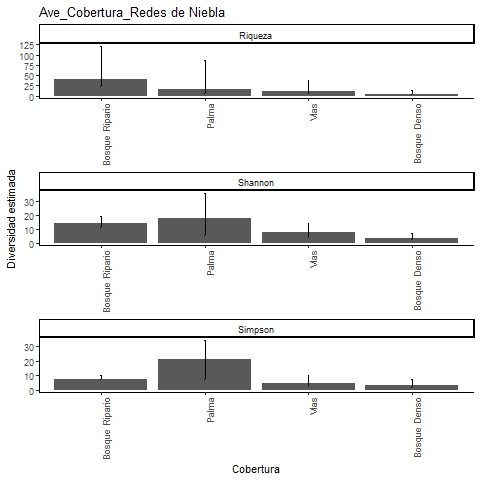 Ave_Cobertura_Redes de Niebla
Riqueza
125
100
75
50
25
0
Bosque Ripario
Palma
Vias
Bosque Denso
Diversidad estimada
Shannon
30
20
10
0
Bosque Ripario
Palma
Vias
Bosque Denso
Simpson
30
20
10
0
Bosque Ripario
Palma
Vias
Bosque Denso
Cobertura